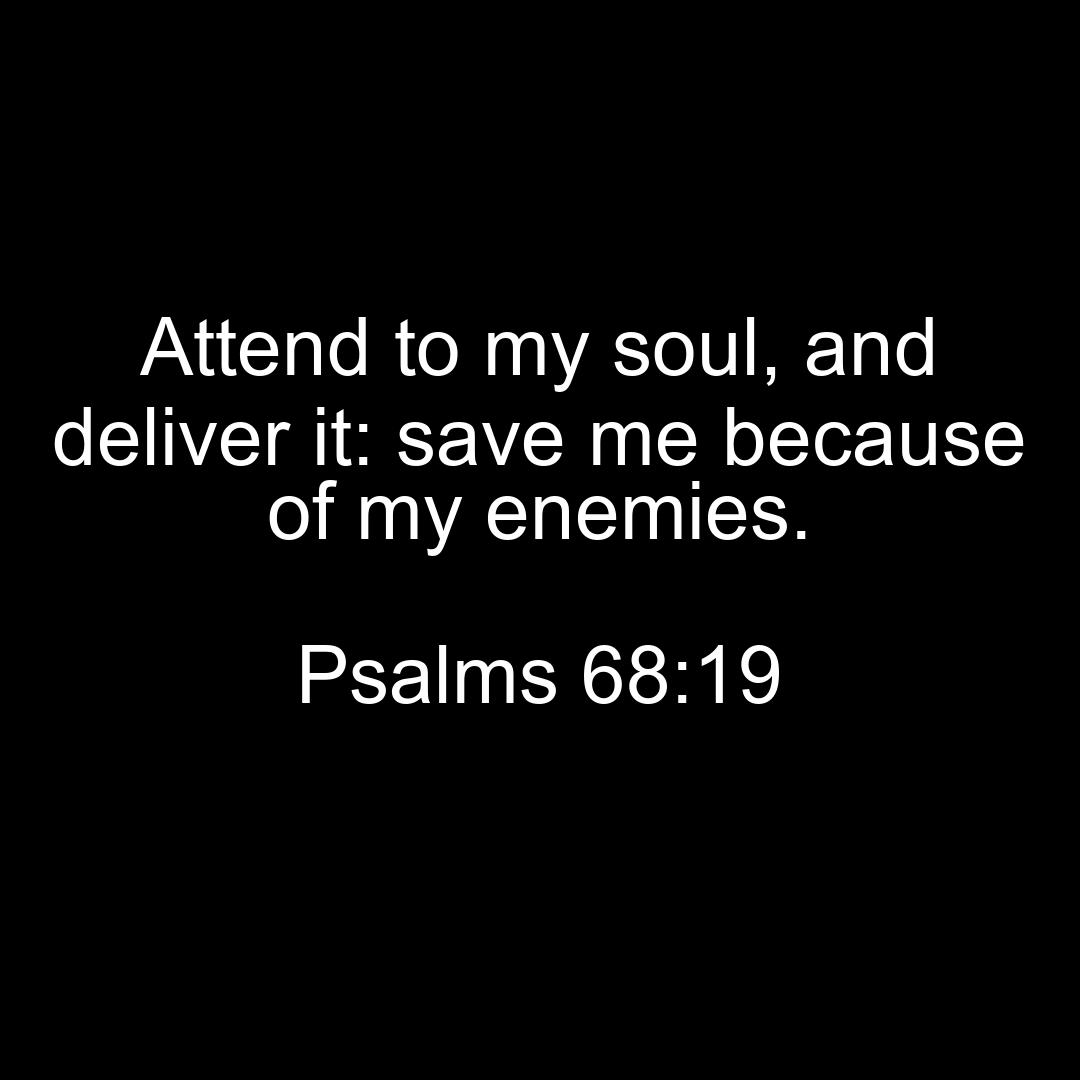 Attend to my soul, and
deliver it: save me because
of my enemies.
Psalms 68:19